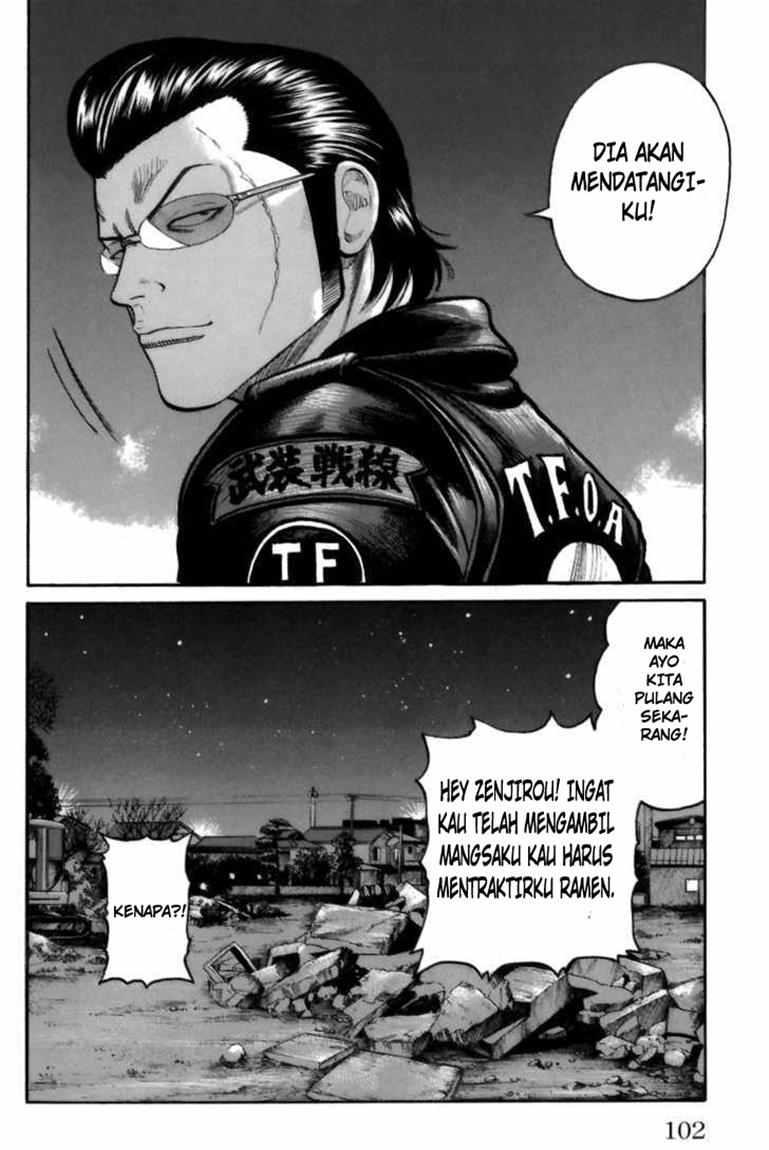 DIA AKAN
MENDATANGI-
KU!
武装戦線
T.F.O.A
TF
MAKA
AYO
KITA
PULANG
SEKA-
RANG!
HEY ZENJIROU! INGAT
KAU TELAH MENGAMBIL
MANGSAKU KAU HARUS
MENTRAKTIRKU RAMEN.
KENAPA?!
102